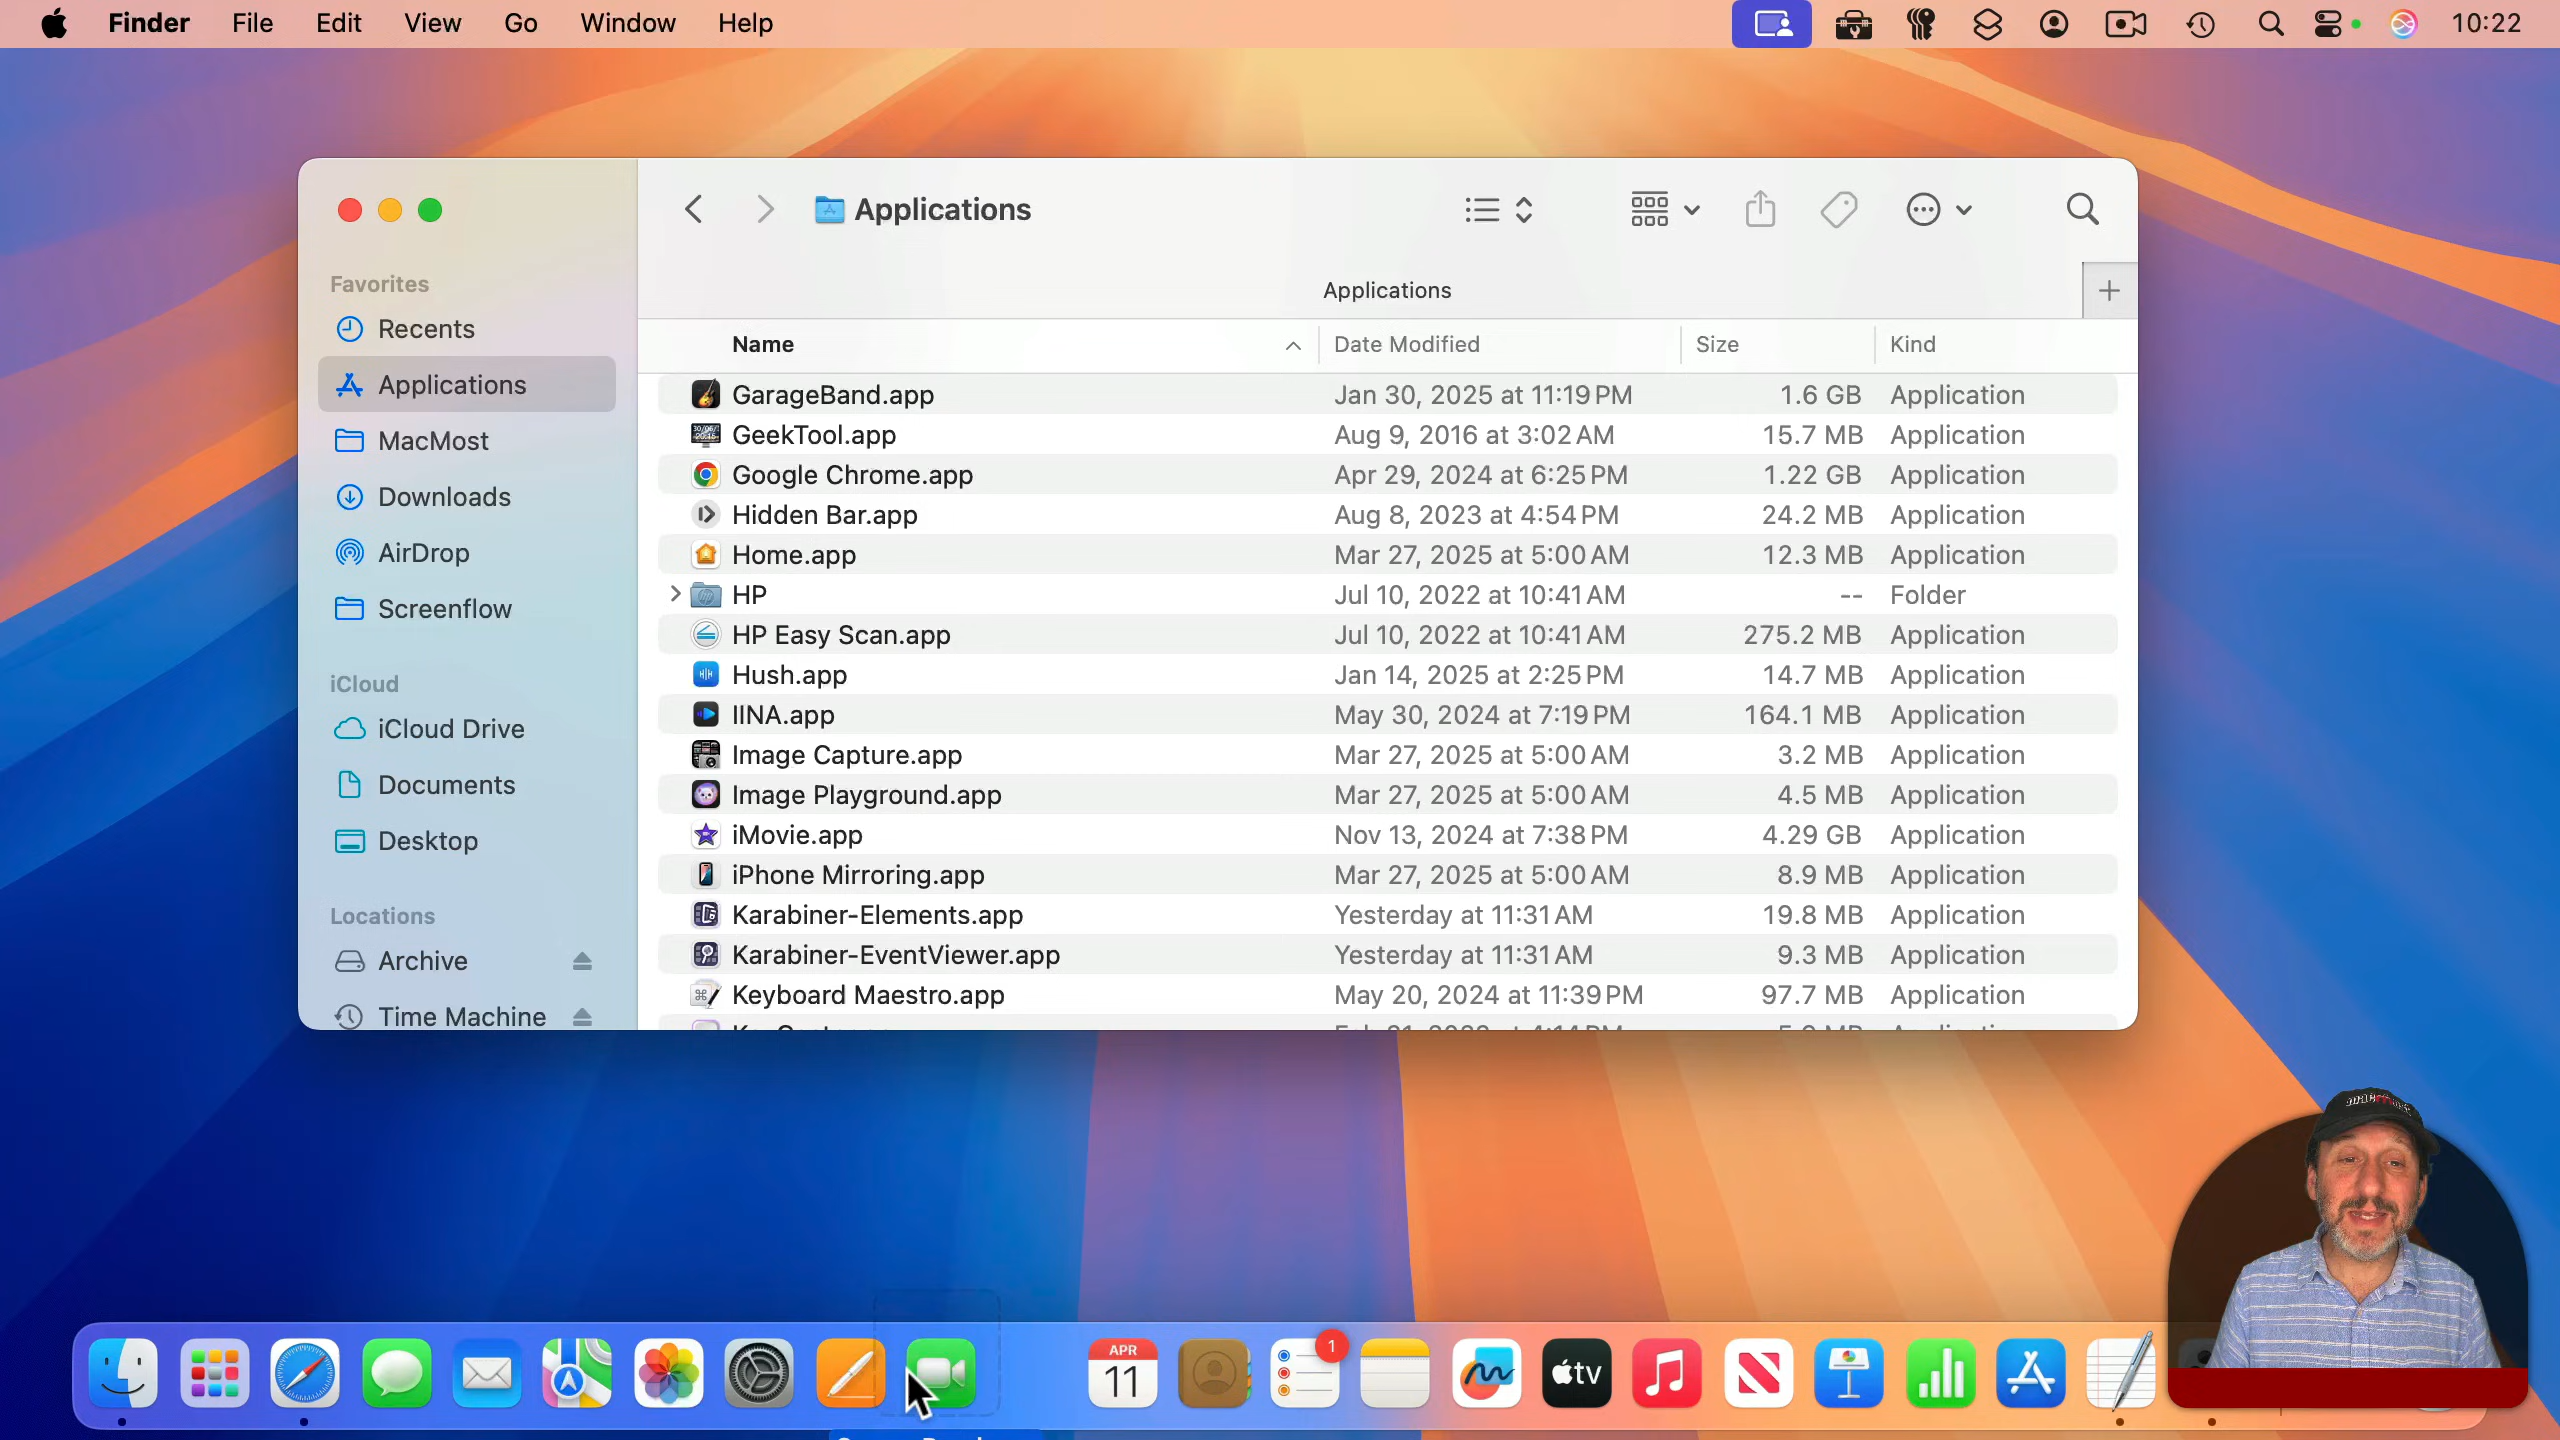 Finder File Edit View Go Window Help 10:22
Applications
Applications
Favorites
Recents
Applications
MacMost
Downloads
AirDrop
Screenflow
iCloud
iCloud Drive
Documents
Desktop
Locations
Archive
Time Machine
Name Date Modified Size Kind
GarageBand.app Jan 30, 2025 at 11:19 PM 1.6 GB Application
GeekTool.app Aug 9, 2016 at 3:02 AM 15.7 MB Application
Google Chrome.app Apr 29, 2024 at 6:25 PM 1.22 GB Application
Hidden Bar.app Aug 8, 2023 at 4:54 PM 24.2 MB Application
Home.app Mar 27, 2025 at 5:00 AM 12.3 MB Application
HP Jul 10, 2022 at 10:41 AM -- Folder
HP Easy Scan.app Jul 10, 2022 at 10:41 AM 275.2 MB Application
Hush.app Jan 14, 2025 at 2:25 PM 14.7 MB Application
IINA.app May 30, 2024 at 7:19 PM 164.1 MB Application
Image Capture.app Mar 27, 2025 at 5:00 AM 3.2 MB Application
Image Playground.app Mar 27, 2025 at 5:00 AM 4.5 MB Application
iMovie.app Nov 13, 2024 at 7:38 PM 4.29 GB Application
iPhone Mirroring.app Mar 27, 2025 at 5:00 AM 8.9 MB Application
Karabiner-Elements.app Yesterday at 11:31 AM 19.8 MB Application
Karabiner-EventViewer.app Yesterday at 11:31 AM 9.3 MB Application
Keyboard Maestro.app May 20, 2024 at 11:39 PM 97.7 MB Application
APR
11
1
tv